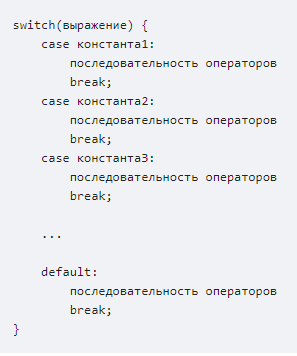 switch(выражение) {
    case константа1:
        последовательность операторов
        break;
    case константа2:
        последовательность операторов
        break;
    case константа3:
        последовательность операторов
        break;

    ...

    default:
        последовательность операторов
        break;
}